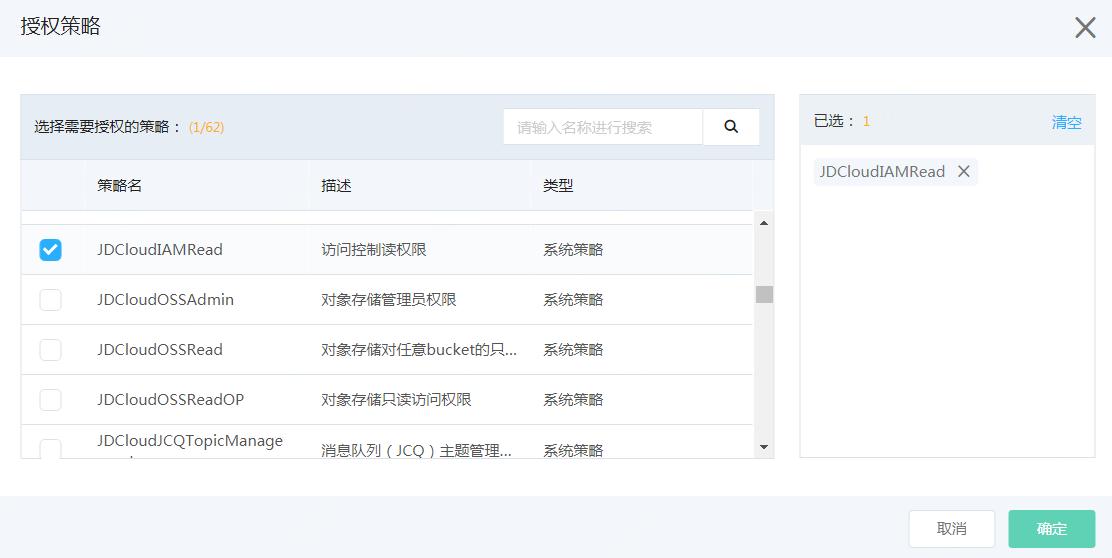 授权策略
选择需要授权的策略： (1/62)
请输入名称进行搜索
策略名 描述 类型
JDCloudIAMRead 访问控制读权限 系统策略
JDCloudOSSAdmin 对象存储管理员权限 系统策略
JDCloudOSSRead 对象存储对任意bucket的只... 系统策略
JDCloudOSSReadOP 对象存储只读访问权限 系统策略
JDCloudJCQTopicManage 消息队列（JCQ）主题管理... 系统策略
已选： 1 清空
JDCloudIAMRead
取消 确定